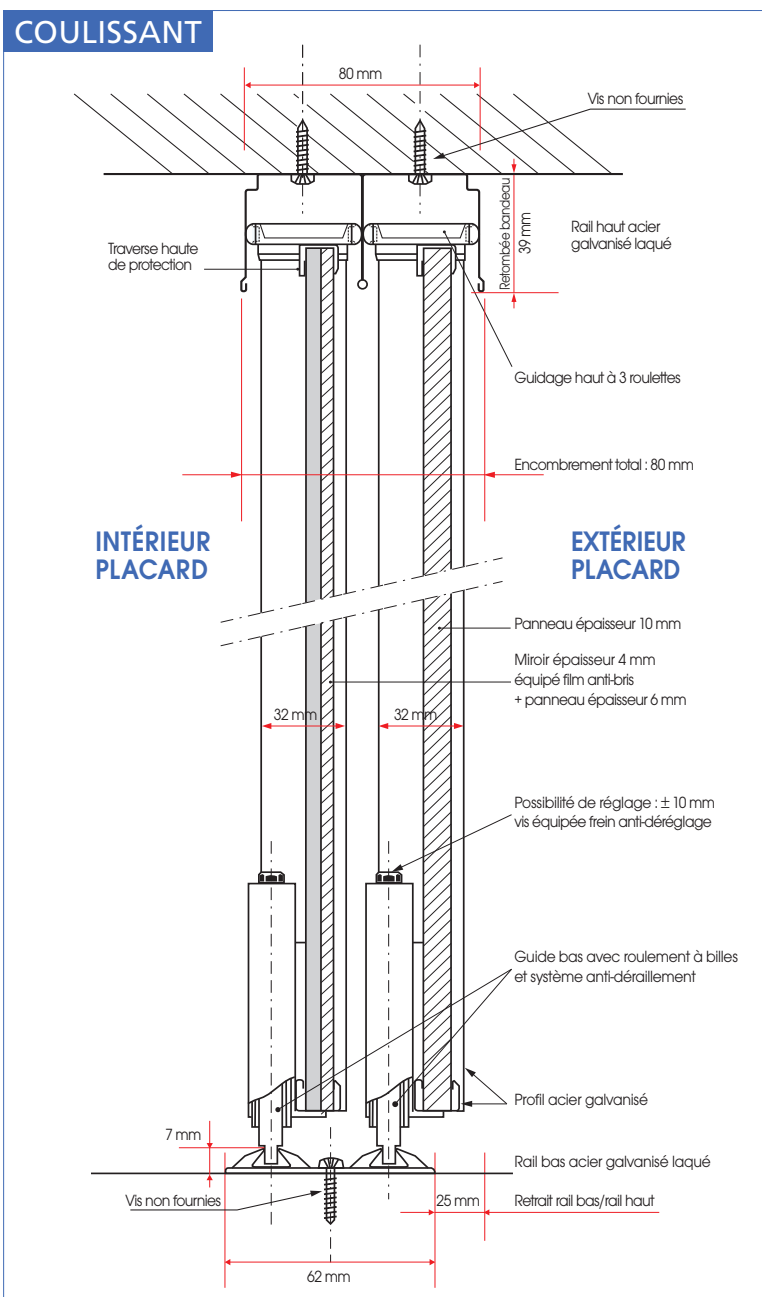 COULISSANT
80 mm
Vis non fournies
Retombée bandeau
39 mm
Rail haut acier
galvanisé laqué
Traverse haute
de protection
Guidage haut à 3 roulettes
Encombrement total : 80 mm
INTÉRIEUR
PLACARD
EXTÉRIEUR
PLACARD
Panneau épaisseur 10 mm
Miroir épaisseur 4 mm
équipé film anti-bris
+ panneau épaisseur 6 mm
32 mm
32 mm
Possibilité de réglage : ± 10 mm
vis équipée frein anti-déréglage
Guide bas avec roulement à billes
et système anti-déraillement
Profil acier galvanisé
7 mm
Rail bas acier galvanisé laqué
Vis non fournies
25 mm
Retrait rail bas/rail haut
62 mm